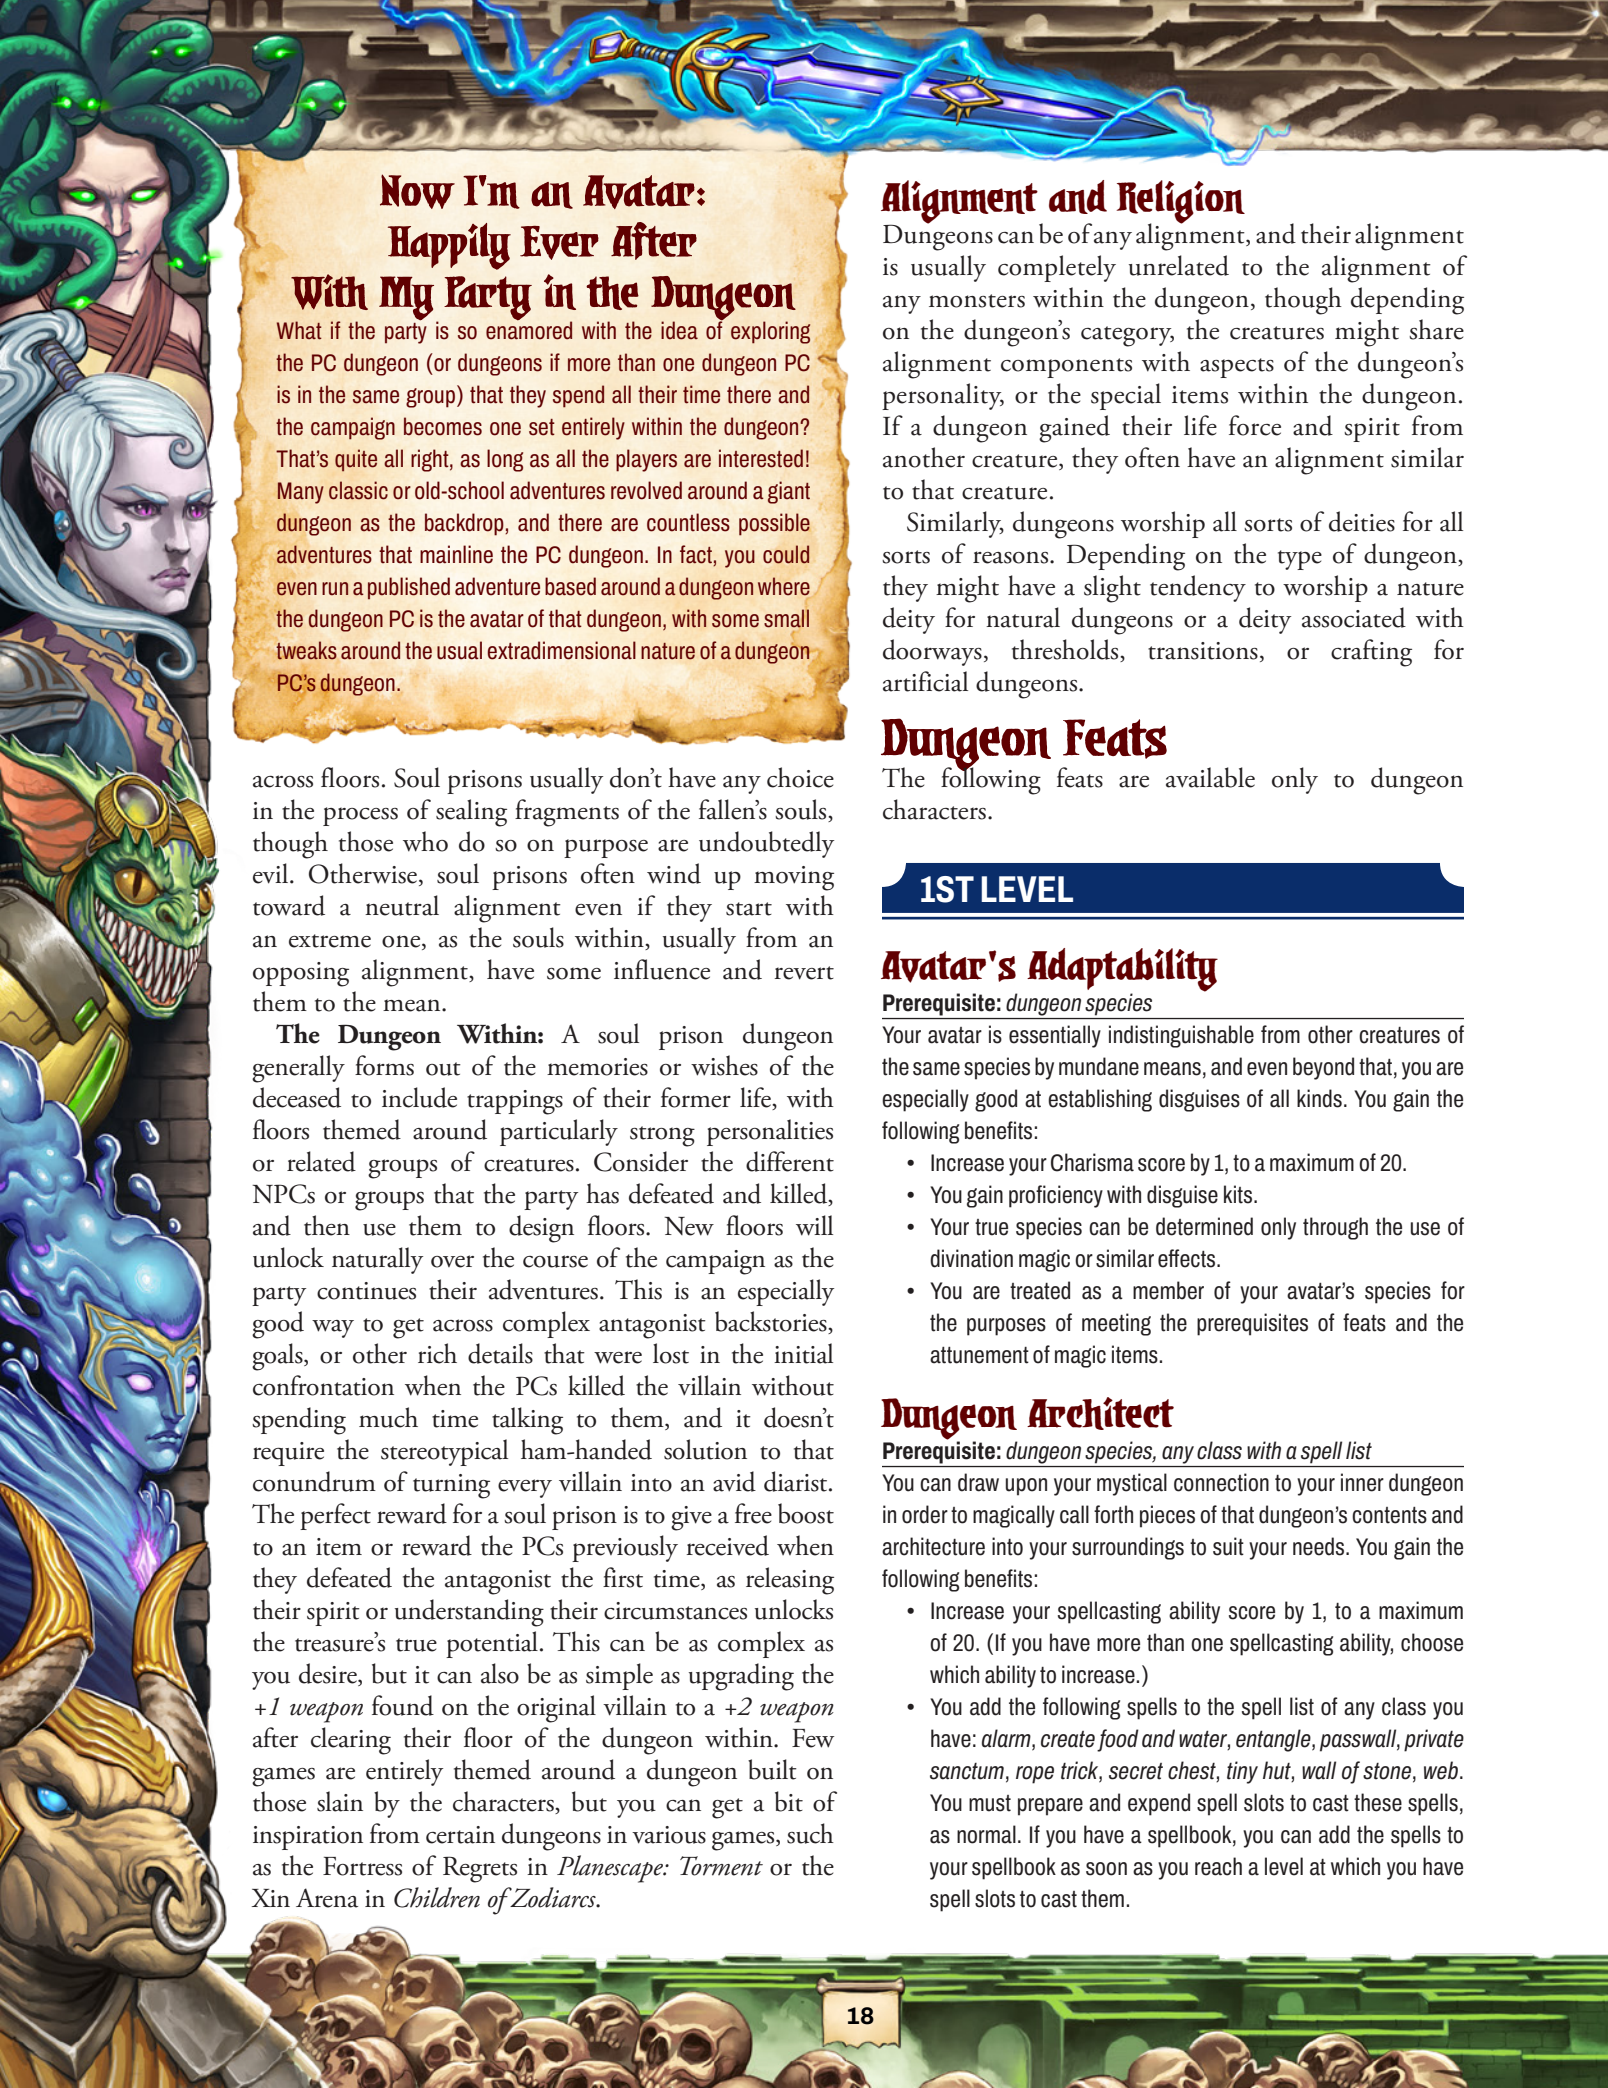 Now I'm an Avatar:
Happily Ever After
With My Party in the Dungeon
What if the party is so enamored with the idea of exploring
the PC dungeon (or dungeons if more than one dungeon PC
is in the same group) that they spend all their time there and
the campaign becomes one set entirely within the dungeon?
That’s quite all right, as long as all the players are interested!
Many classic or old-school adventures revolved around a giant
dungeon as the backdrop, and there are countless possible
adventures that mainline the PC dungeon. In fact, you could
even run a published adventure based around a dungeon where
the dungeon PC is the avatar of that dungeon, with some small
tweaks around the usual extradimensional nature of a dungeon
PC’s dungeon.
across floors. Soul prisons usually don’t have any choice
in the process of sealing fragments of the fallen’s souls,
though those who do so on purpose are undoubtedly
evil. Otherwise, soul prisons often wind up moving
toward a neutral alignment even if they start with
an extreme one, as the souls within, usually from an
opposing alignment, have some influence and revert
them to the mean.
The Dungeon Within: A soul prison dungeon
generally forms out of the memories or wishes of the
deceased to include trappings of their former life, with
floors themed around particularly strong personalities
or related groups of creatures. Consider the different
NPCs or groups that the party has defeated and killed,
and then use them to design floors. New floors will
unlock naturally over the course of the campaign as the
party continues their adventures. This is an especially
good way to get across complex antagonist backstories,
goals, or other rich details that were lost in the initial
confrontation when the PCs killed the villain without
spending much time talking to them, and it doesn’t
require the stereotypical ham-handed solution to that
conundrum of turning every villain into an avid diarist.
The perfect reward for a soul prison is to give a free boost
to an item or reward the PCs previously received when
they defeated the antagonist the first time, as releasing
their spirit or understanding their circumstances unlocks
the treasure’s true potential. This can be as complex as
you desire, but it can also be as simple as upgrading the
+1 weapon found on the original villain to a +2 weapon
after clearing their floor of the dungeon within. Few
games are entirely themed around a dungeon built on
those slain by the characters, but you can get a bit of
inspiration from certain dungeons in various games, such
as the Fortress of Regrets in Planescape: Torment or the
Xin Arena in Children of Zodiarcs.
Alignment and Religion
Dungeons can be of any alignment, and their alignment
is usually completely unrelated to the alignment of
any monsters within the dungeon, though depending
on the dungeon’s category, the creatures might share
alignment components with aspects of the dungeon’s
personality, or the special items within the dungeon.
If a dungeon gained their life force and spirit from
another creature, they often have an alignment similar
to that creature.
Similarly, dungeons worship all sorts of deities for all
sorts of reasons. Depending on the type of dungeon,
they might have a slight tendency to worship a nature
deity for natural dungeons or a deity associated with
doorways, thresholds, transitions, or crafting for
artificial dungeons.
Dungeon Feats
The following feats are available only to dungeon
characters.
1ST LEVEL
Avatar's Adaptability
Prerequisite: dungeon species
Your avatar is essentially indistinguishable from other creatures of
the same species by mundane means, and even beyond that, you are
especially good at establishing disguises of all kinds. You gain the
following benefits:
• Increase your Charisma score by 1, to a maximum of 20.
• You gain proficiency with disguise kits.
• Your true species can be determined only through the use of
divination magic or similar effects.
• You are treated as a member of your avatar’s species for
the purposes of meeting the prerequisites of feats and the
attunement of magic items.
Dungeon Architect
Prerequisite: dungeon species, any class with a spell list
You can draw upon your mystical connection to your inner dungeon
in order to magically call forth pieces of that dungeon’s contents and
architecture into your surroundings to suit your needs. You gain the
following benefits:
• Increase your spellcasting ability score by 1, to a maximum
of 20. (If you have more than one spellcasting ability, choose
which ability to increase.)
• You add the following spells to the spell list of any class you
have: alarm, create food and water, entangle, passwall, private
sanctum, rope trick, secret chest, tiny hut, wall of stone, web.
You must prepare and expend spell slots to cast these spells,
as normal. If you have a spellbook, you can add the spells to
your spellbook as soon as you reach a level at which you have
spell slots to cast them.
18